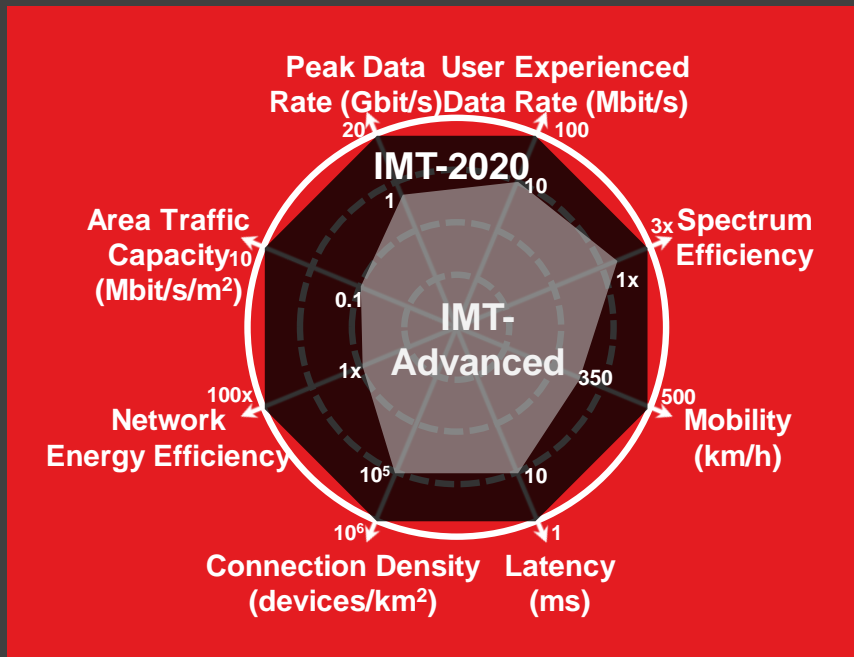 Peak Data
Rate (Gbit/s)
User Experienced
Data Rate (Mbit/s)
20
100
IMT-2020
1
10
Area Traffic
Capacity
(Mbit/s/m²)
10
3x
Spectrum
Efficiency
1x
0.1
IMT-
Advanced
1x
350
100x
500
Network
Energy Efficiency
Mobility
(km/h)
10⁵
10
10⁶
1
Connection Density
(devices/km²)
Latency
(ms)